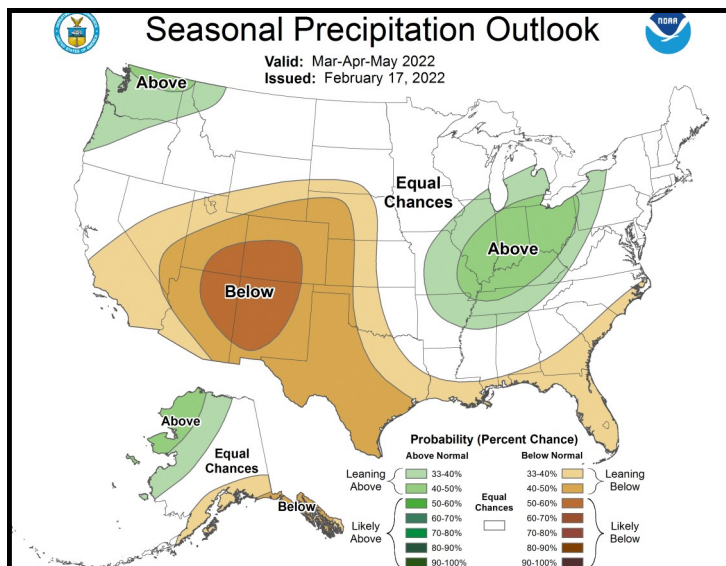 Seasonal Precipitation Outlook
NOAA
Valid: Mar-Apr-May 2022
Issued: February 17, 2022
Above
Equal
Chances
Above
Below
Above
Equal
Chances
Below
Probability (Percent Chance)
Above Normal
Below Normal
Leaning
Above
33-40%
40-50%
50-60%
60-70%
70-80%
80-90%
90-100%
Likely
Above
Equal
Chances
33-40%
40-50%
50-60%
60-70%
70-80%
80-90%
90-100%
Leaning
Below
Likely
Below